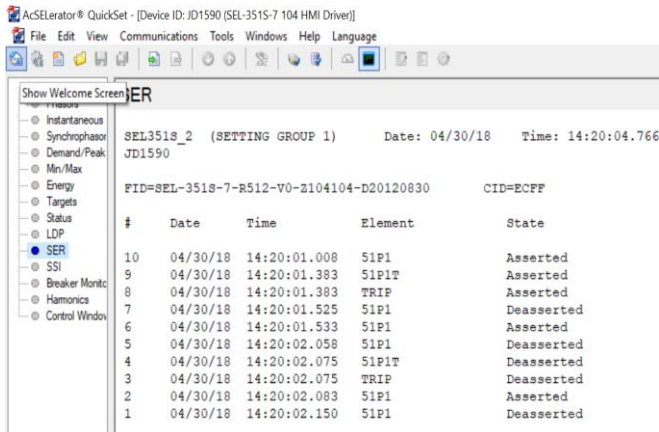 AcSELerator® QuickSet - [Device ID: JD1590 (SEL-351S-7 104 HMI Driver)]
File Edit View Communications Tools Windows Help Language
Show Welcome Screen
SER
Phasors
Instantaneous
Synchrophasor
Demand/Peak
Min/Max
Energy
Targets
Status
LDP
SER
SSI
Breaker Monitc
Harmonics
Control Window
SEL351S_2 (SETTING GROUP 1) Date: 04/30/18 Time: 14:20:04.766
JD1590
FID=SEL-351S-7-R512-V0-Z104104-D20120830 CID=ECFF
# Date Time Element State
10 04/30/18 14:20:01.008 51P1 Asserted
9 04/30/18 14:20:01.383 51P1T Asserted
8 04/30/18 14:20:01.383 TRIP Asserted
7 04/30/18 14:20:01.525 51P1 Deasserted
6 04/30/18 14:20:01.533 51P1 Asserted
5 04/30/18 14:20:02.058 51P1 Deasserted
4 04/30/18 14:20:02.075 51P1T Deasserted
3 04/30/18 14:20:02.075 TRIP Deasserted
2 04/30/18 14:20:02.083 51P1 Asserted
1 04/30/18 14:20:02.150 51P1 Deasserted